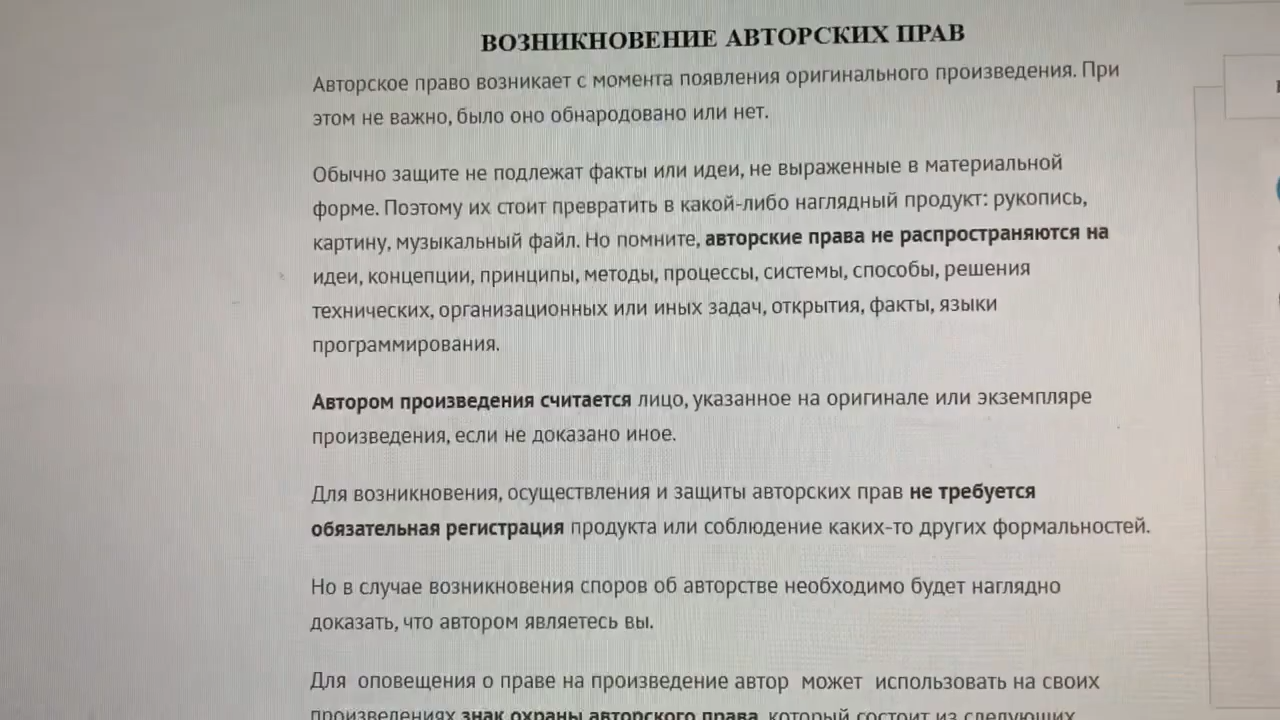 ВОЗНИКНОВЕНИЕ АВТОРСКИХ ПРАВ
Авторское право возникает с момента появления оригинального произведения. При
этом не важно, было оно обнародовано или нет.
Обычно защите не подлежат факты или идеи, не выраженные в материальной
форме. Поэтому их стоит превратить в какой-либо наглядный продукт: рукопись,
картину, музыкальный файл. Но помните, авторские права не распространяются на
идеи, концепции, принципы, методы, процессы, системы, способы, решения
технических, организационных или иных задач, открытия, факты, языки
программирования.
Автором произведения считается лицо, указанное на оригинале или экземпляре
произведения, если не доказано иное.
Для возникновения, осуществления и защиты авторских прав не требуется
обязательная регистрация продукта или соблюдение каких-то других формальностей.
Но в случае возникновения споров об авторстве необходимо будет наглядно
доказать, что автором являетесь вы.
Для оповещения о праве на произведение автор может использовать на своих
произведениях знак охраны авторского права, который состоит из следующих